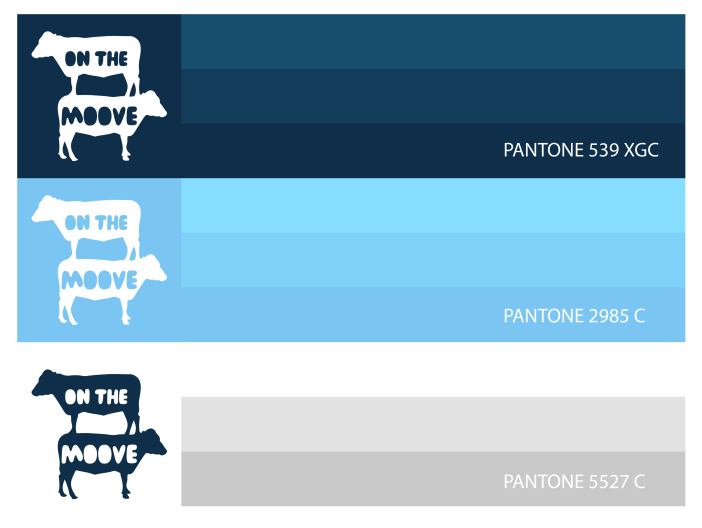 ON THE
MOOVE
PANTONE 539 XGC
ON THE
MOOVE
PANTONE 2985 C
ON THE
MOOVE
PANTONE 5527 C